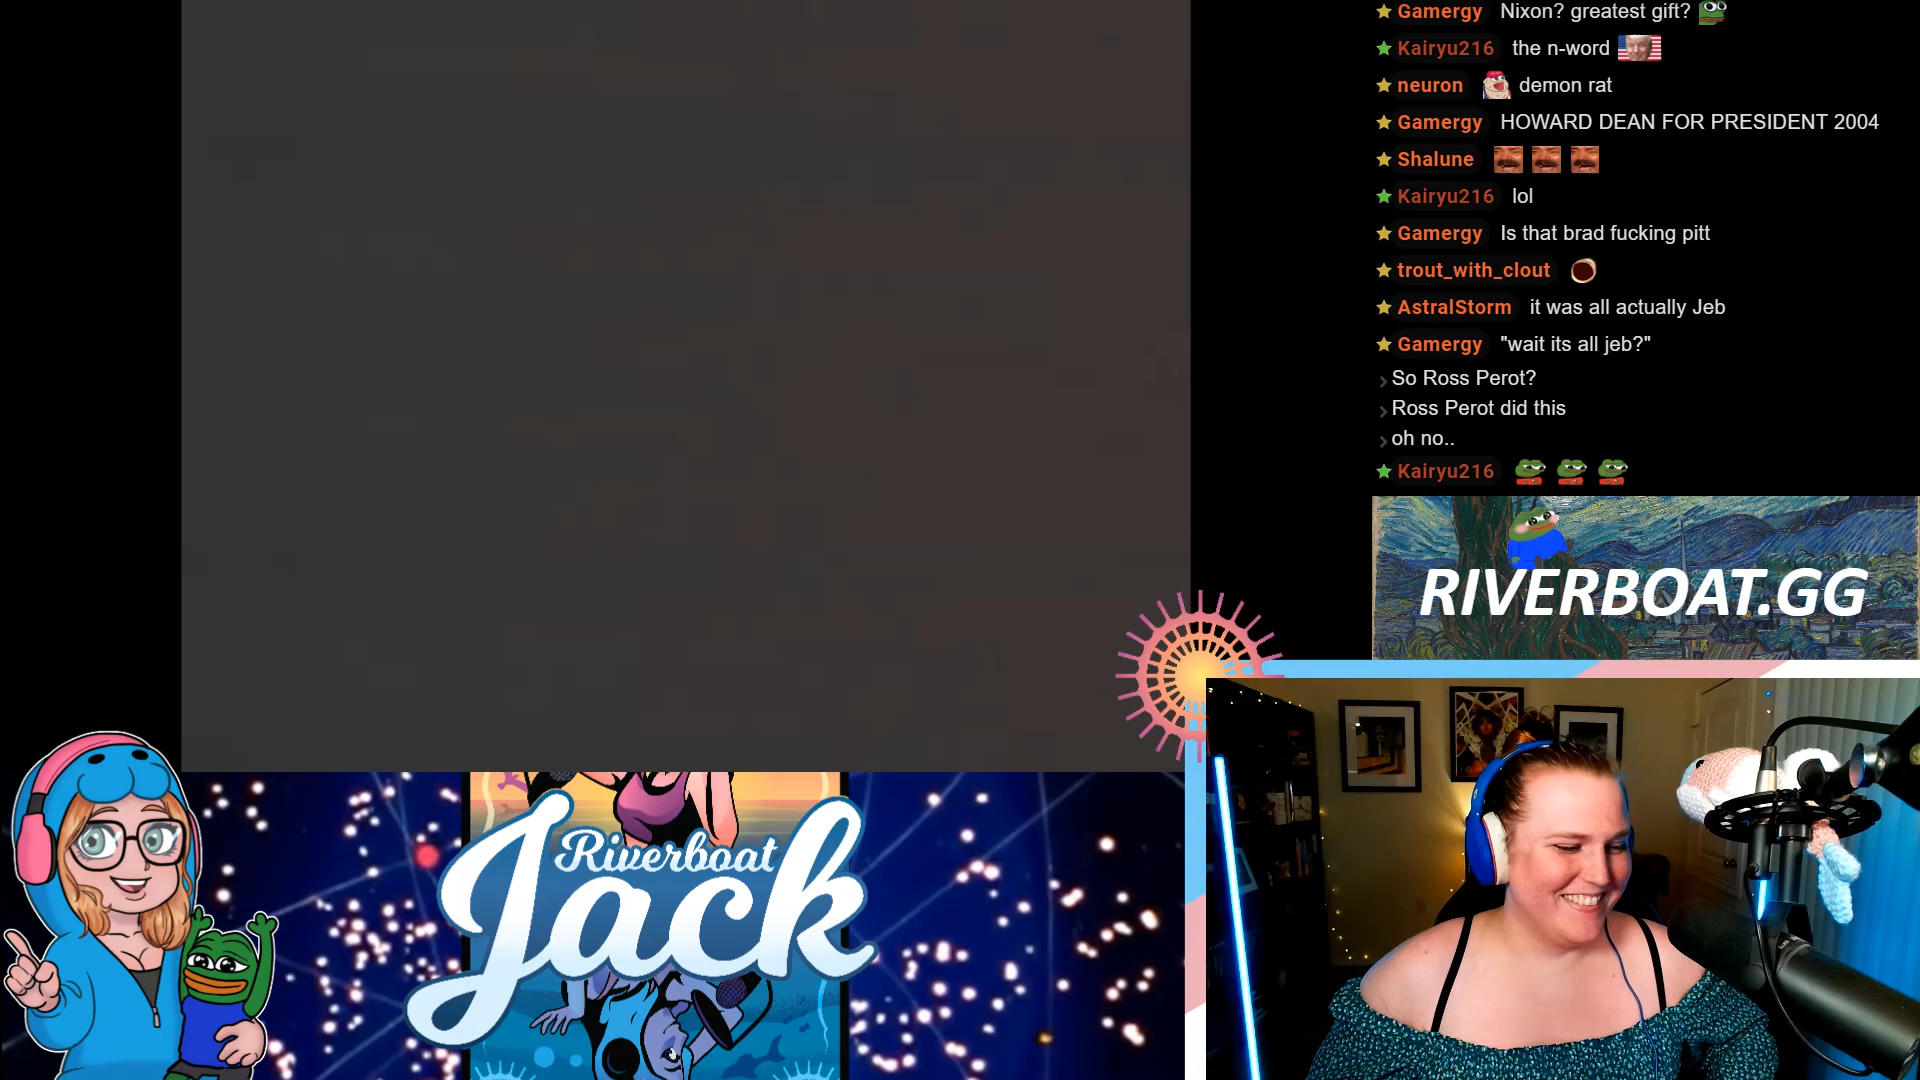 Gamergy Nixon? greatest gift?
Kairyu216 the n-word
neuron demon rat
Gamergy HOWARD DEAN FOR PRESIDENT 2004
Shalune
Kairyu216 lol
Gamergy Is that brad fucking pitt
trout_with_clout
AstralStorm it was all actually Jeb
Gamergy "wait its all jeb?"
So Ross Perot?
Ross Perot did this
oh no..
Kairyu216
RIVERBOAT.GG
Riverboat
Jack